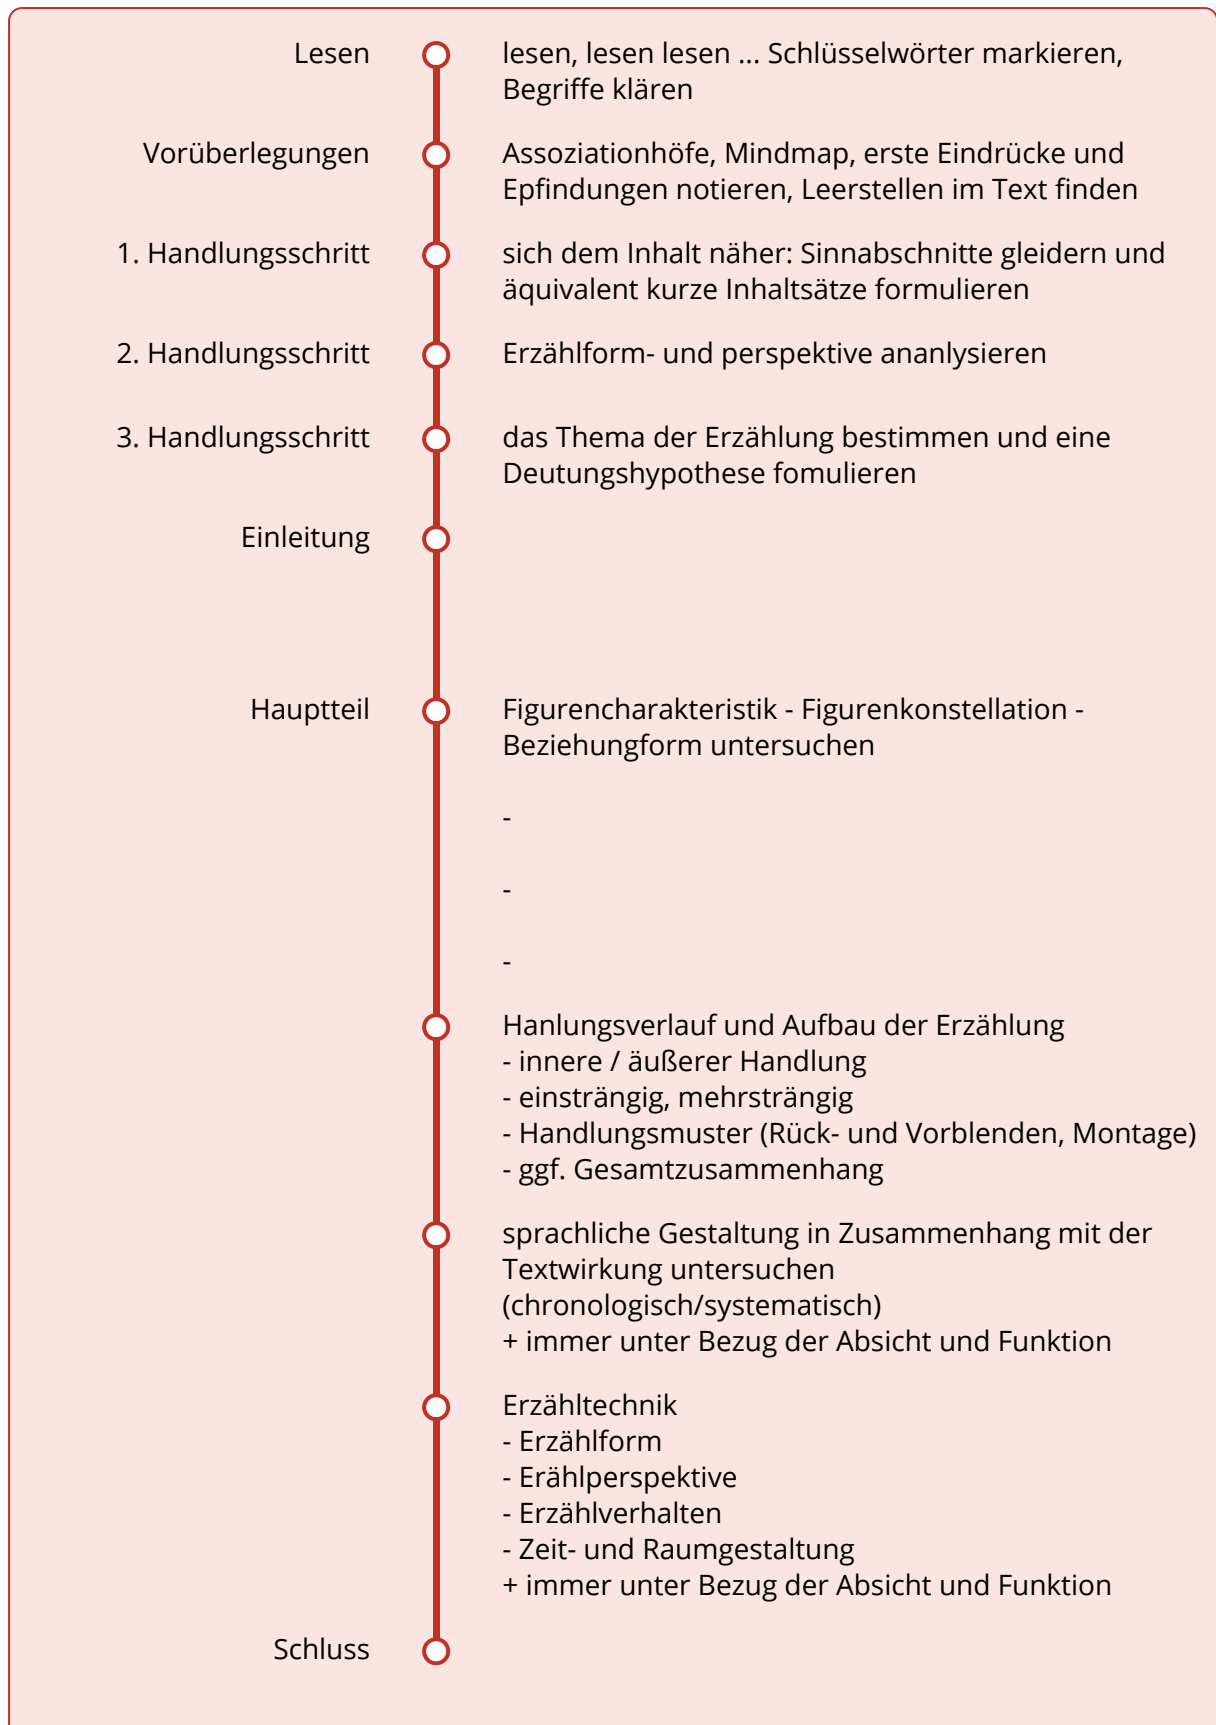 Lesen
lesen, lesen lesen ... Schlüsselwörter markieren,
Begriffe klären
Vorüberlegungen
Assoziationhöfe, Mindmap, erste Eindrücke und
Epfindungen notieren, Leerstellen im Text finden
1. Handlungsschritt
sich dem Inhalt näher: Sinnabschnitte gleidern und
äquivalent kurze Inhaltsätze formulieren
2. Handlungsschritt
Erzählform- und perspektive ananlysieren
3. Handlungsschritt
das Thema der Erzählung bestimmen und eine
Deutungshypothese fomulieren
Einleitung
Hauptteil
Figurencharakteristik - Figurenkonstellation -
Beziehungform untersuchen
-
-
-
Hanlungsverlauf und Aufbau der Erzählung
- innere / äußerer Handlung
- einsträngig, mehrsträngig
- Handlungsmuster (Rück- und Vorblenden, Montage)
- ggf. Gesamtzusammenhang
sprachliche Gestaltung in Zusammenhang mit der
Textwirkung untersuchen
(chronologisch/systematisch)
+ immer unter Bezug der Absicht und Funktion
Erzähltechnik
- Erzählform
- Erählperspektive
- Erzählverhalten
- Zeit- und Raumgestaltung
+ immer unter Bezug der Absicht und Funktion
Schluss